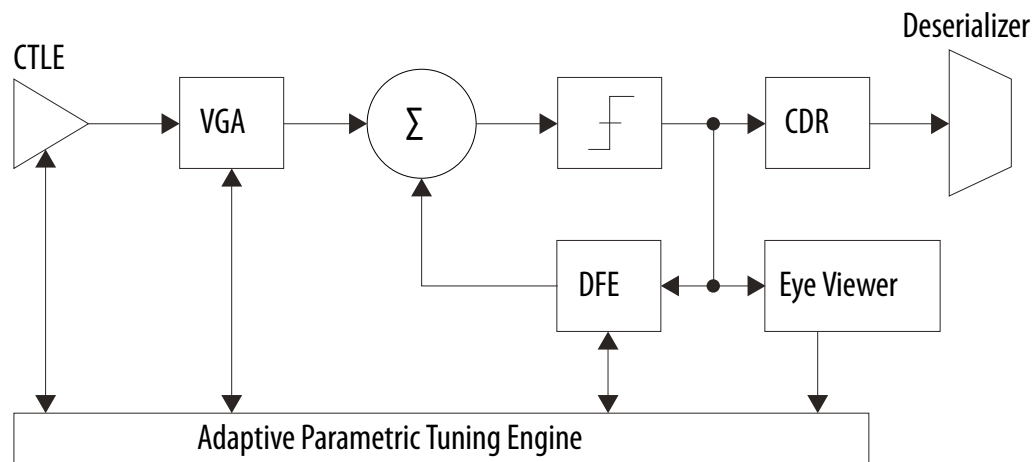 Deserializer
CTLE
VGA
Σ
CDR
DFE
Eye Viewer
Adaptive Parametric Tuning Engine